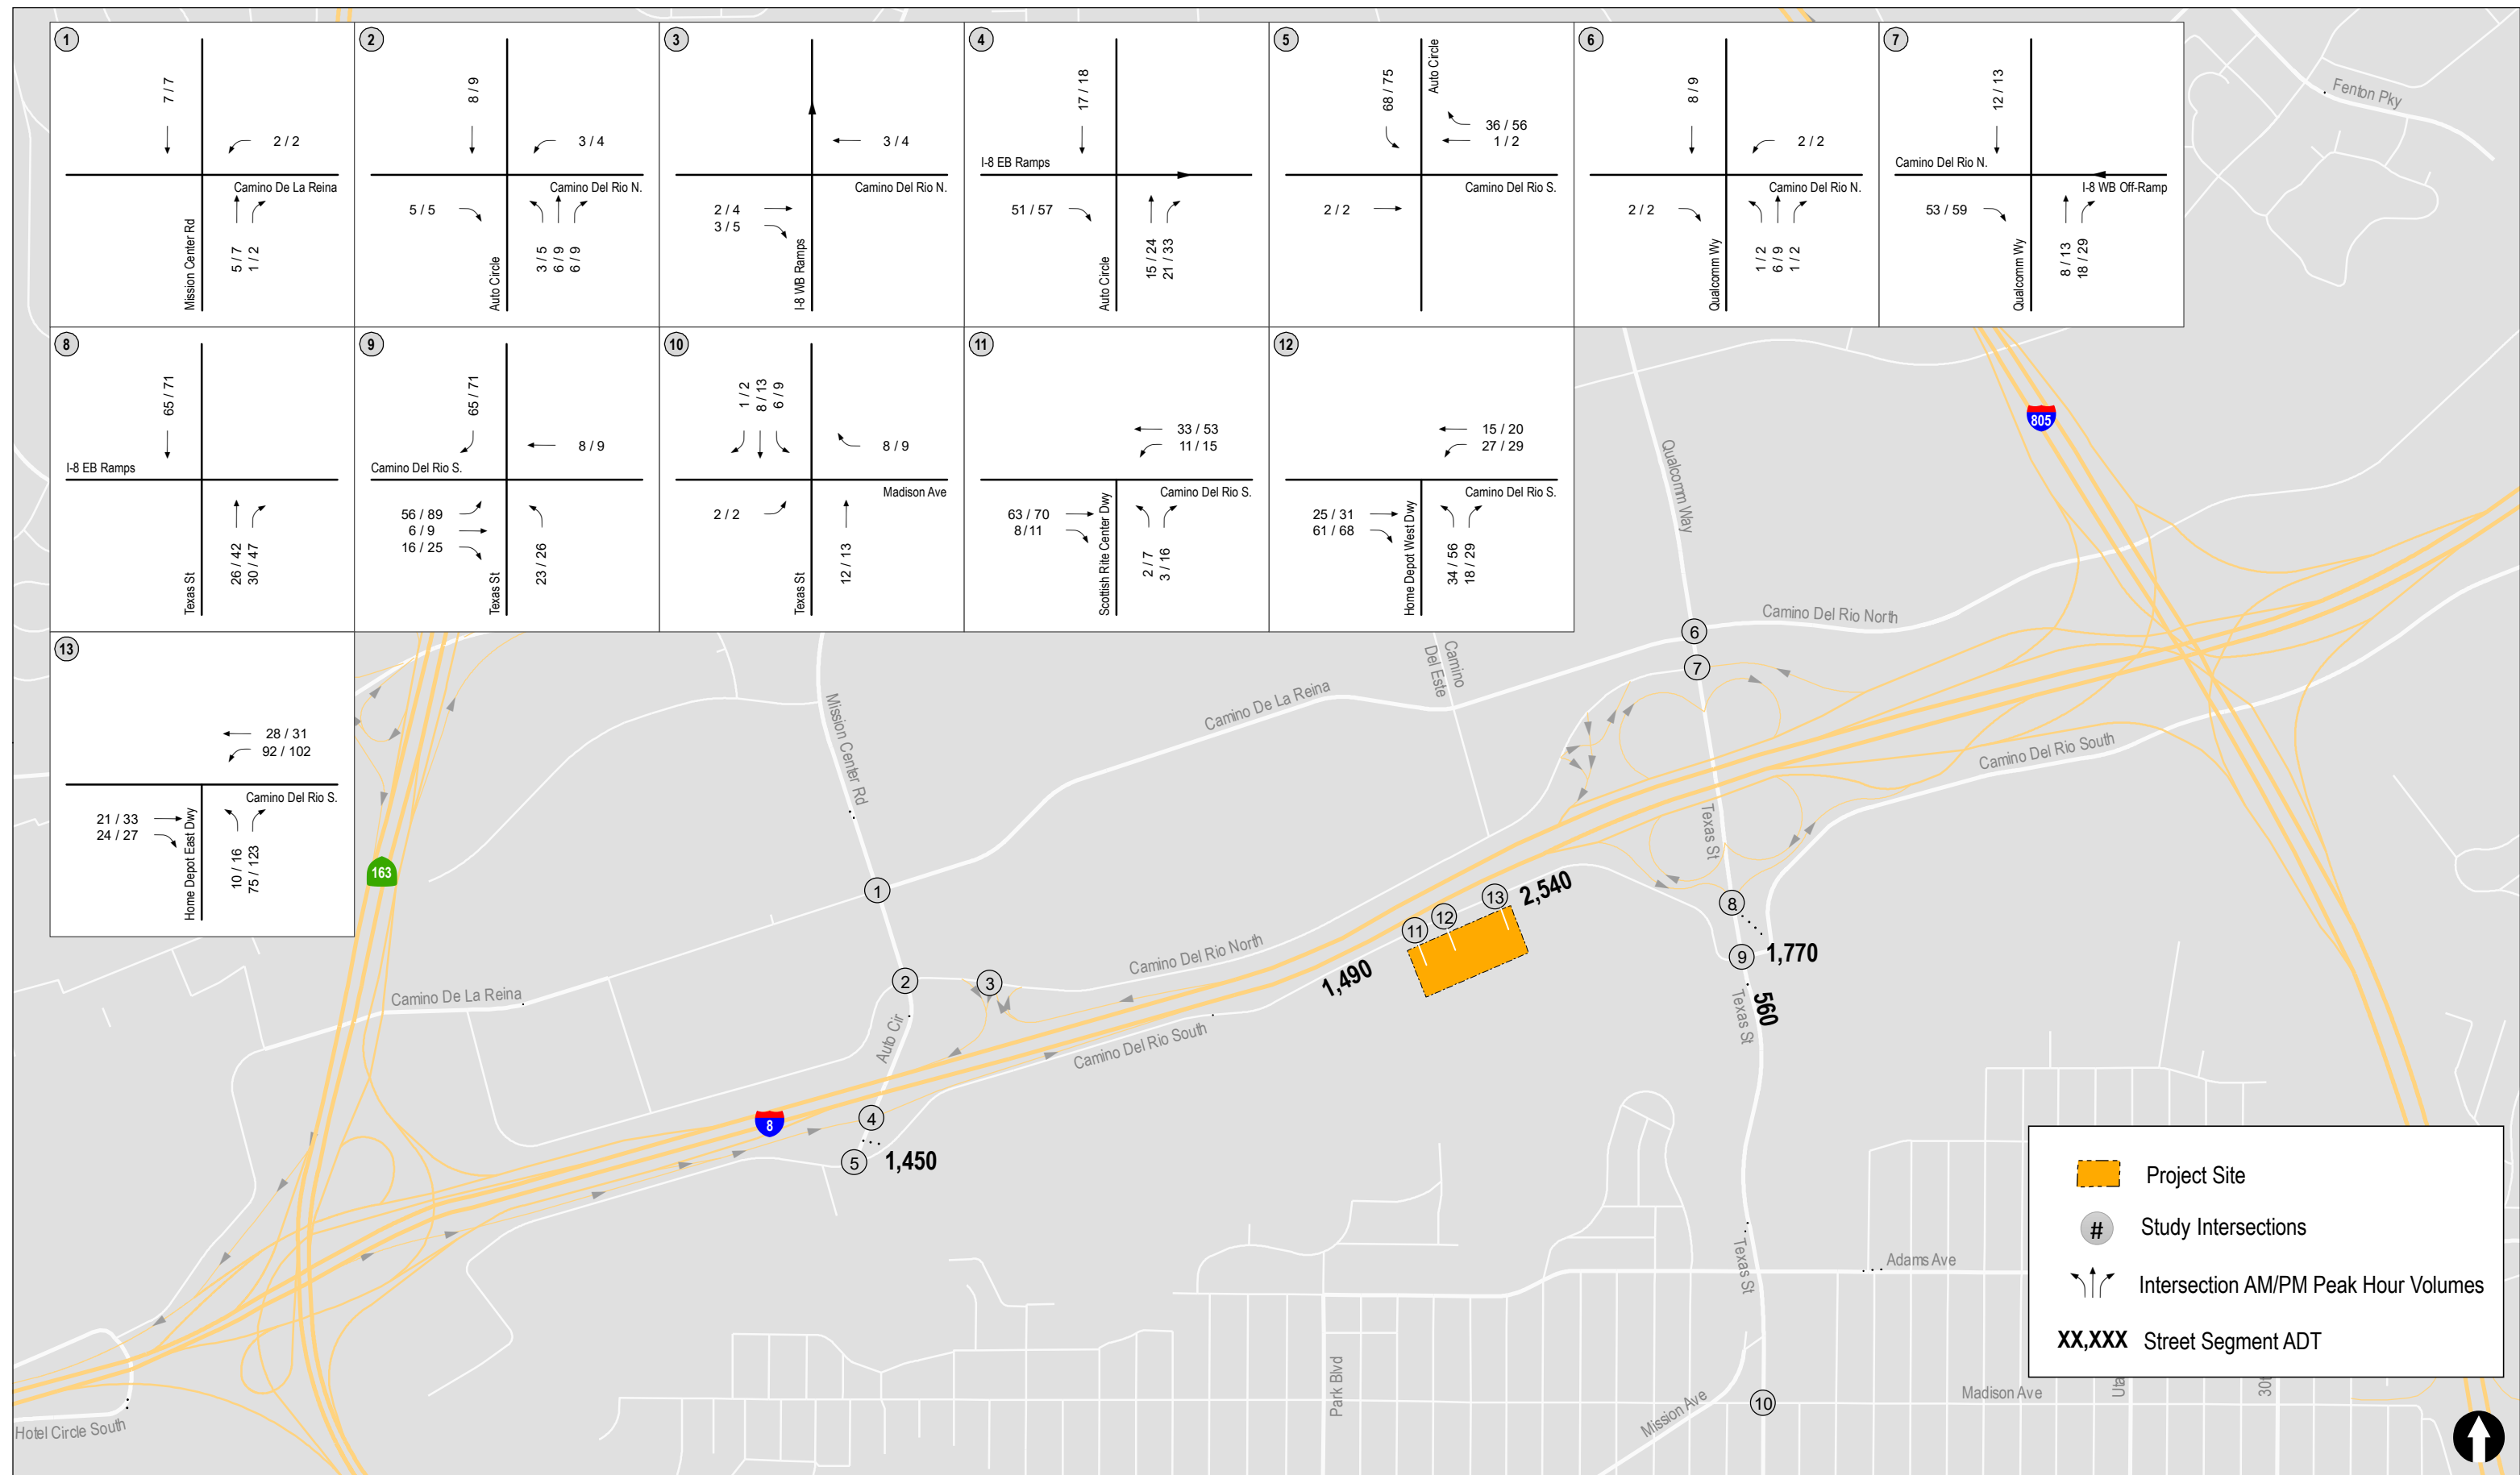 1
7 / 7
2 / 2
Camino De La Reina
Mission Center Rd
5 / 7
1 / 2
2
8 / 9
3 / 4
Camino Del Rio N.
5 / 5
Auto Circle
3 / 5
6 / 9
6 / 9
3
3 / 4
Camino Del Rio N.
2 / 4
3 / 5
I-8 WB Ramps
4
17 / 18
I-8 EB Ramps
51 / 57
Auto Circle
15 / 24
21 / 33
5
68 / 75
Auto Circle
36 / 56
1 / 2
Camino Del Rio S.
2 / 2
6
8 / 9
2 / 2
Camino Del Rio N.
2 / 2
Qualcomm Wy
1 / 2
6 / 9
1 / 2
7
12 / 13
Camino Del Rio N.
I-8 WB Off-Ramp
53 / 59
Qualcomm Wy
8 / 13
18 / 29
8
65 / 71
I-8 EB Ramps
Texas St
26 / 42
30 / 47
9
65 / 71
8 / 9
Camino Del Rio S.
56 / 89
6 / 9
16 / 25
Texas St
23 / 26
10
1 / 2
8 / 13
6 / 9
8 / 9
Madison Ave
2 / 2
Texas St
12 / 13
11
33 / 53
11 / 15
Camino Del Rio S.
63 / 70
8/11
Scottish Rite Center Dwy
2 / 7
3 / 16
12
15 / 20
27 / 29
Camino Del Rio S.
25 / 31
61 / 68
Home Depot West Dwy
34 / 56
18 / 29
13
28 / 31
92 / 102
Camino Del Rio S.
21 / 33
24 / 27
Home Depot East Dwy
10 / 16
75 / 123
Fenton Pky
805
Qualcomm Way
Camino Del Rio North
6
7
Camino
Del Este
Camino De La Reina
Mission Center Rd
Camino Del Rio South
Texas St
163
1
2,540
13
12
11
8
9
1,770
1,490
Camino Del Rio North
2
3
Camino De La Reina
Auto Cir
Camino Del Rio South
Texas St
560
8
4
5
1,450
Texas St
Adams Ave
Park Blvd
Mission Ave
10
Madison Ave
Hotel Circle South
Project Site
#
Study Intersections
Intersection AM/PM Peak Hour Volumes
XX,XXX
Street Segment ADT